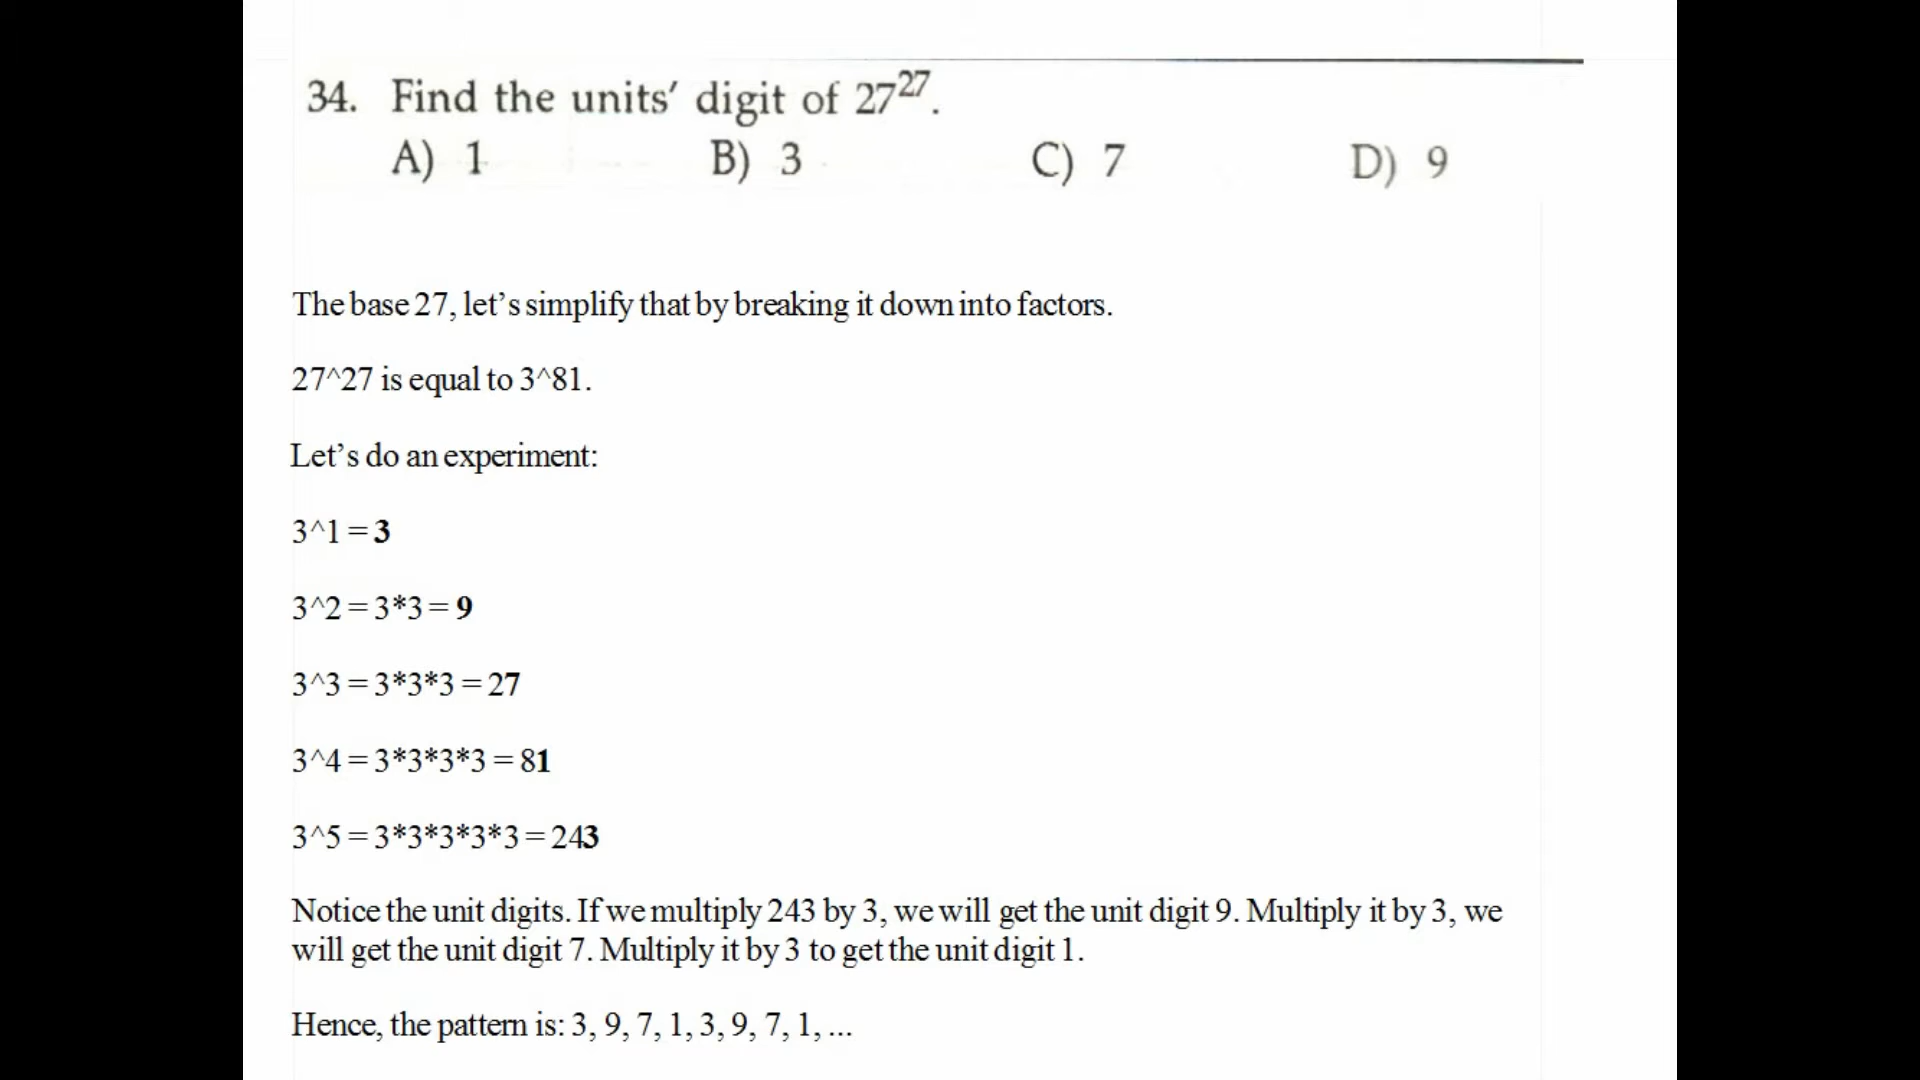 34. Find the units′ digit of 27²⁷.
A) 1 B) 3 C) 7 D) 9
The base 27, let’s simplify that by breaking it down into factors.
27^27 is equal to 3^81.
Let’s do an experiment:
3^1 = 3
3^2 = 3*3 = 9
3^3 = 3*3*3 = 27
3^4 = 3*3*3*3 = 81
3^5 = 3*3*3*3*3 = 243
Notice the unit digits. If we multiply 243 by 3, we will get the unit digit 9. Multiply it by 3, we
will get the unit digit 7. Multiply it by 3 to get the unit digit 1.
Hence, the pattern is: 3, 9, 7, 1, 3, 9, 7, 1, ...